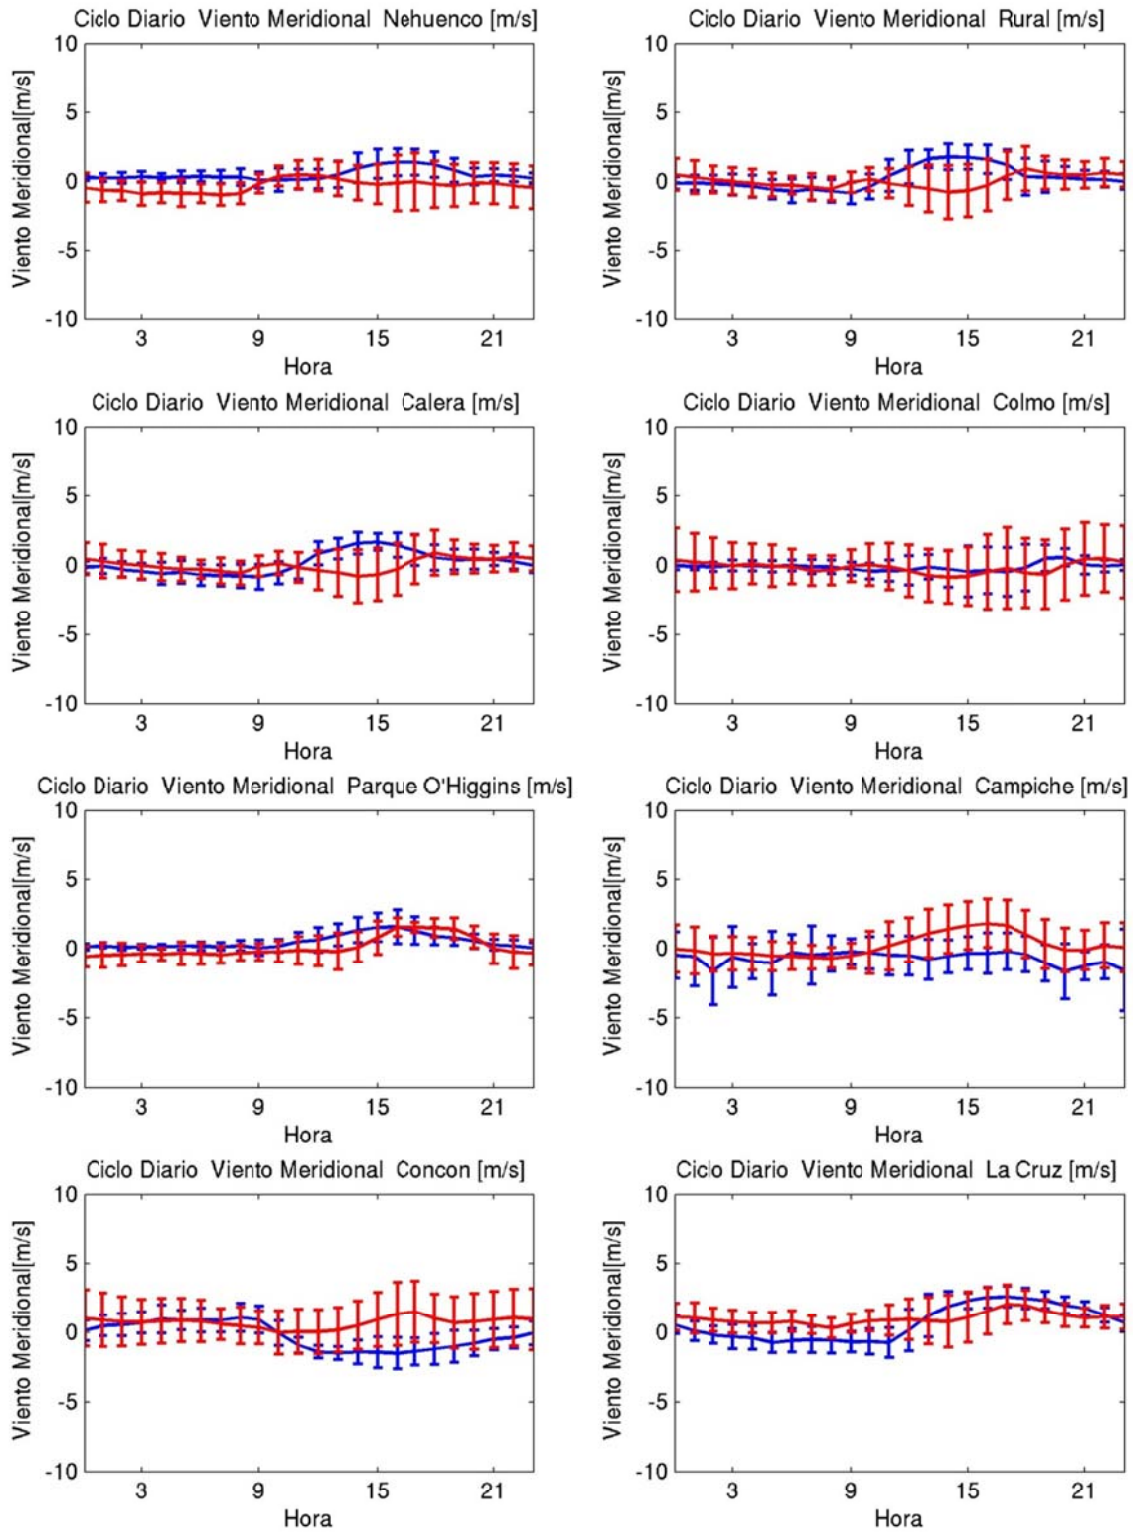 Ciclo Diario Viento Meridional Nehuenco [m/s]
10
5
0
-5
-10
Viento Meridional[m/s]
3 9 15 21
Hora
Ciclo Diario Viento Meridional Rural [m/s]
10
5
0
-5
-10
Viento Meridional[m/s]
3 9 15 21
Hora
Ciclo Diario Viento Meridional Calera [m/s]
10
5
0
-5
-10
Viento Meridional[m/s]
3 9 15 21
Hora
Ciclo Diario Viento Meridional Colmo [m/s]
10
5
0
-5
-10
Viento Meridional[m/s]
3 9 15 21
Hora
Ciclo Diario Viento Meridional Parque O'Higgins [m/s]
10
5
0
-5
-10
Viento Meridional[m/s]
3 9 15 21
Hora
Ciclo Diario Viento Meridional Campiche [m/s]
10
5
0
-5
-10
Viento Meridional[m/s]
3 9 15 21
Hora
Ciclo Diario Viento Meridional Concon [m/s]
10
5
0
-5
-10
Viento Meridional[m/s]
3 9 15 21
Hora
Ciclo Diario Viento Meridional La Cruz [m/s]
10
5
0
-5
-10
Viento Meridional[m/s]
3 9 15 21
Hora